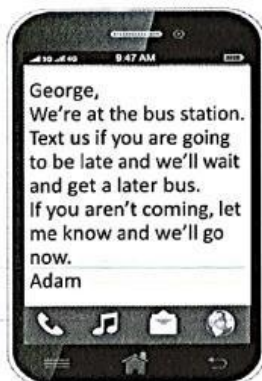 3G 4G 9:47 AM
George,
We're at the bus station.
Text us if you are going
to be late and we'll wait
and get a later bus.
If you aren't coming, let
me know and we'll go
now.
Adam